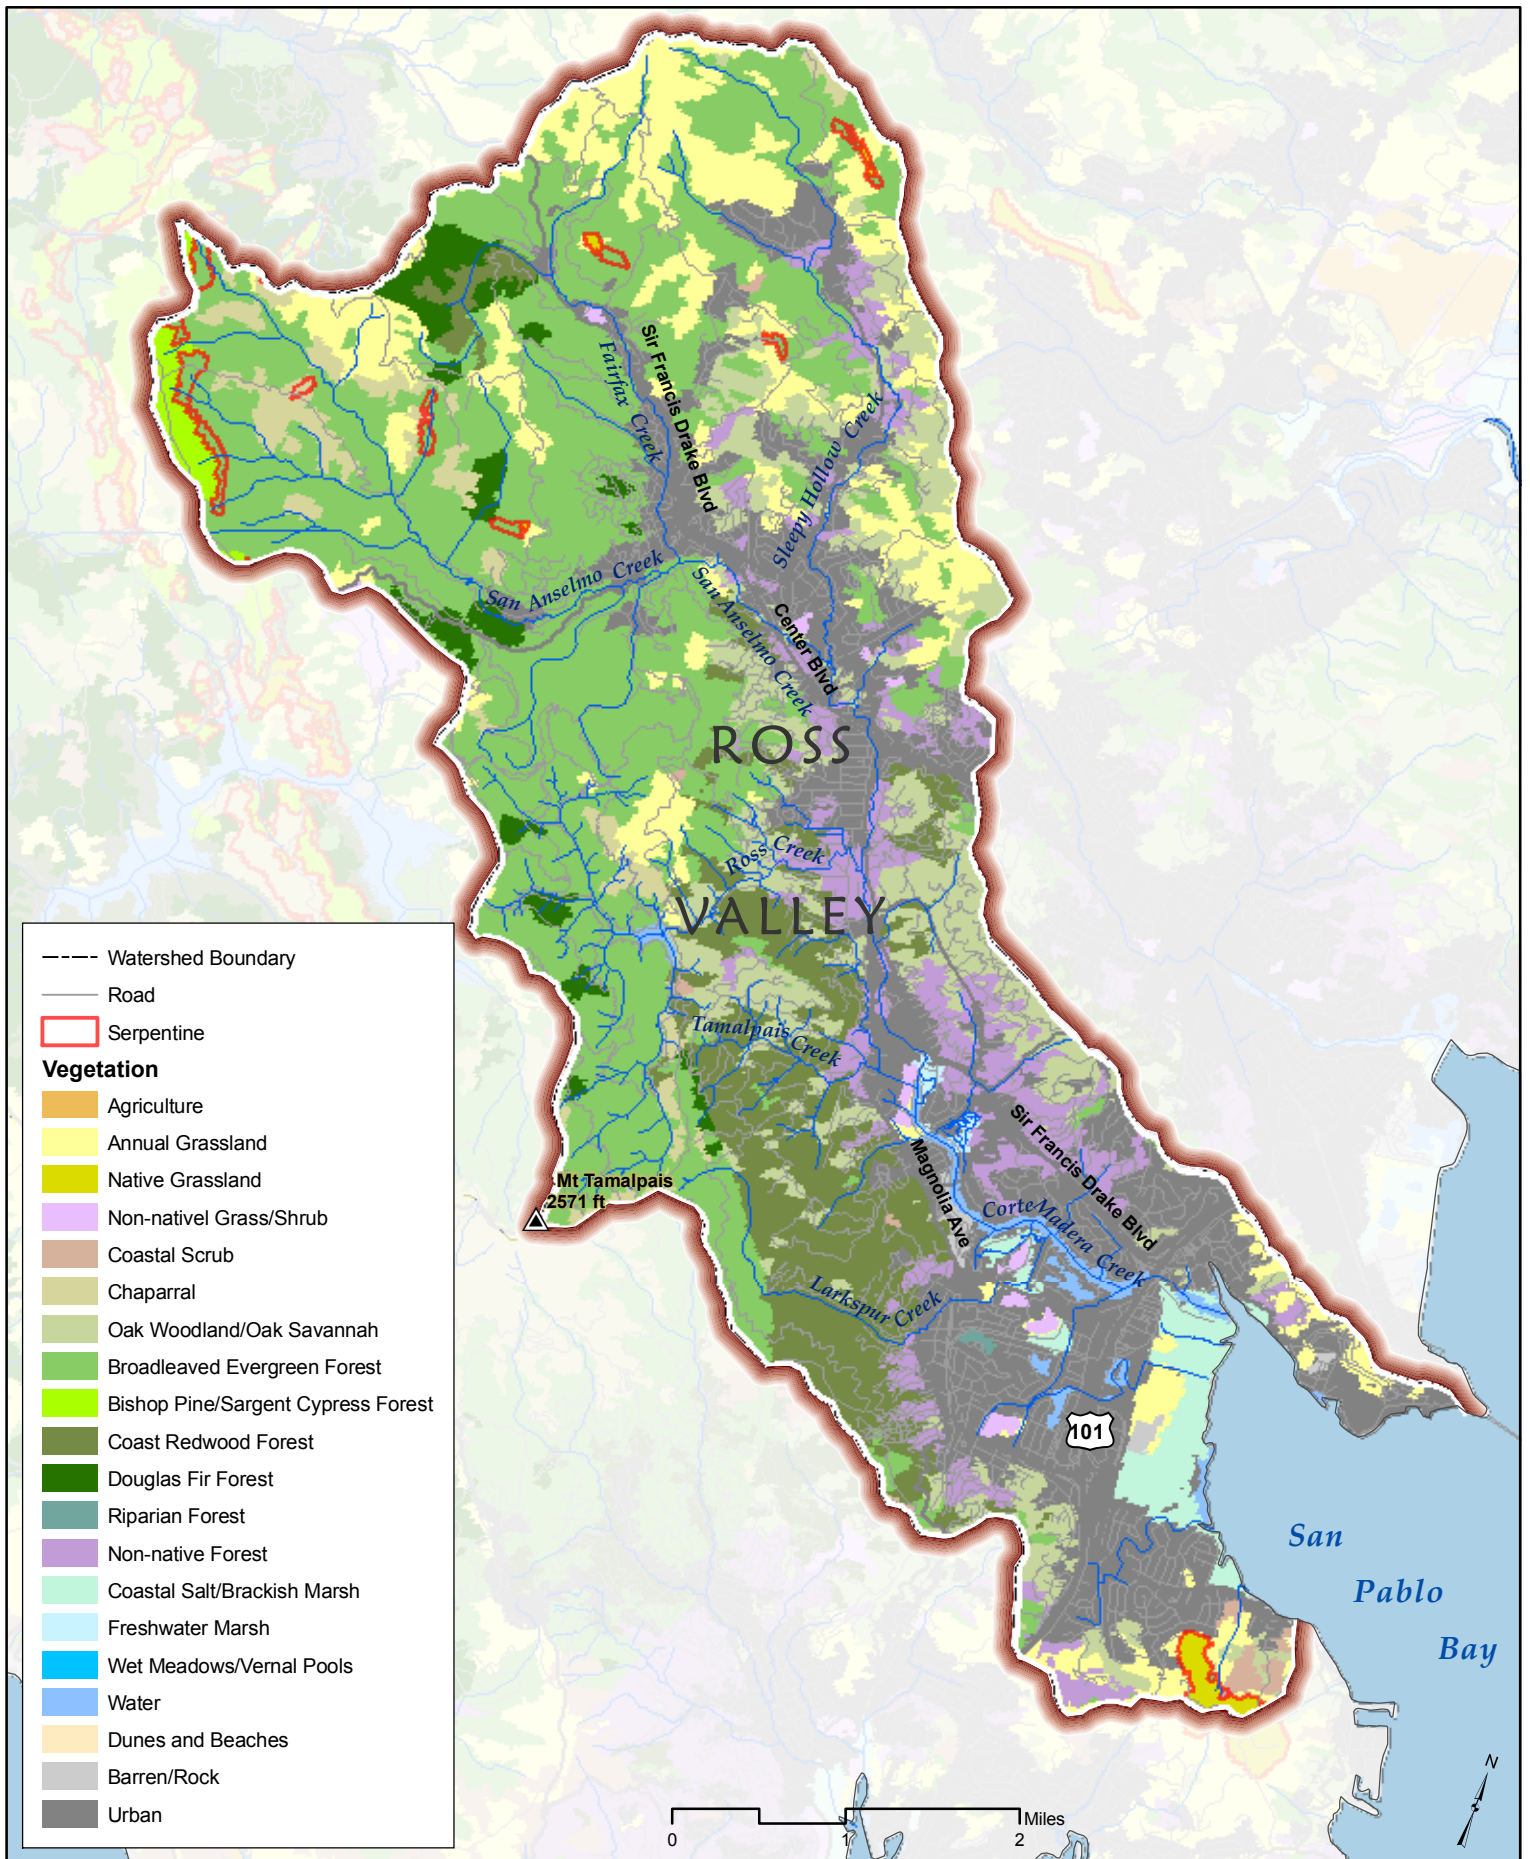 Sir Francis Drake Blvd
Fairfax Creek
Sleepy Hollow Creek
San Anselmo Creek
San Anselmo Creek
Center Blvd
ROSS
VALLEY
Ross Creek
Tamalpais Creek
Sir Francis Drake Blvd
Magnolia Ave
Corte Madera Creek
Mt Tamalpais
2571 ft
Larkspur Creek
101
San
Pablo
Bay
Watershed Boundary
Road
Serpentine
Vegetation
Agriculture
Annual Grassland
Native Grassland
Non-nativel Grass/Shrub
Coastal Scrub
Chaparral
Oak Woodland/Oak Savannah
Broadleaved Evergreen Forest
Bishop Pine/Sargent Cypress Forest
Coast Redwood Forest
Douglas Fir Forest
Riparian Forest
Non-native Forest
Coastal Salt/Brackish Marsh
Freshwater Marsh
Wet Meadows/Vernal Pools
Water
Dunes and Beaches
Barren/Rock
Urban
Miles
0 1 2
N